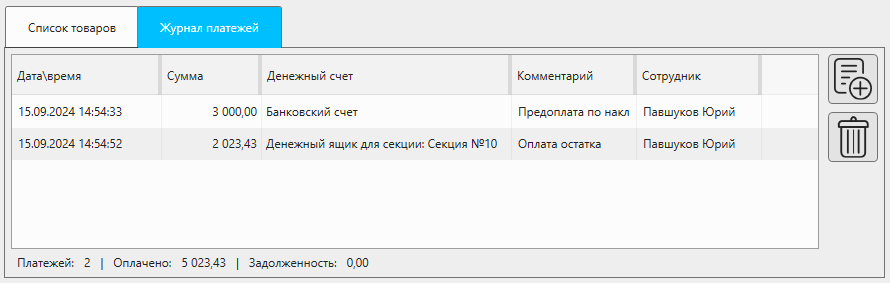 Список товаров Журнал платежей
Дата\время Сумма Денежный счет Комментарий Сотрудник
15.09.2024 14:54:33 3 000,00 Банковский счет Предоплата по накл Павшуков Юрий
15.09.2024 14:54:52 2 023,43 Денежный ящик для секции: Секция №10 Оплата остатка Павшуков Юрий
Платежей: 2 | Оплачено: 5 023,43 | Задолженность: 0,00